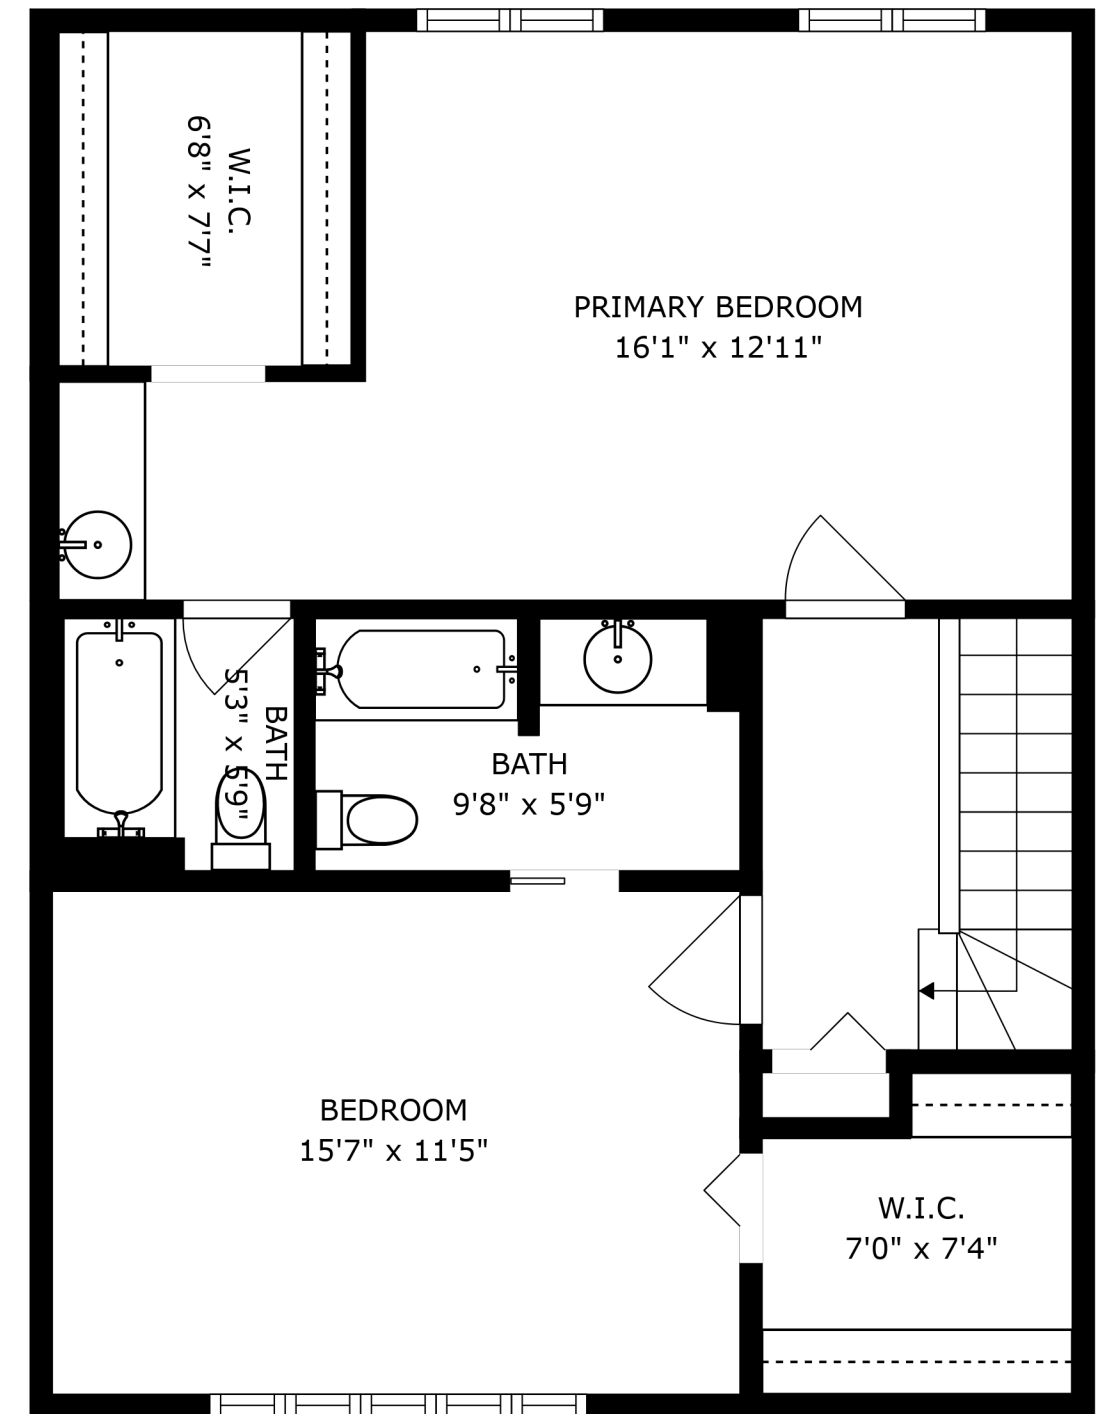 W.I.C.
6'8" x 7'7"
PRIMARY BEDROOM
16'1" x 12'11"
BATH
5'3" x 5'9"
BATH
9'8" x 5'9"
BEDROOM
15'7" x 11'5"
W.I.C.
7'0" x 7'4"